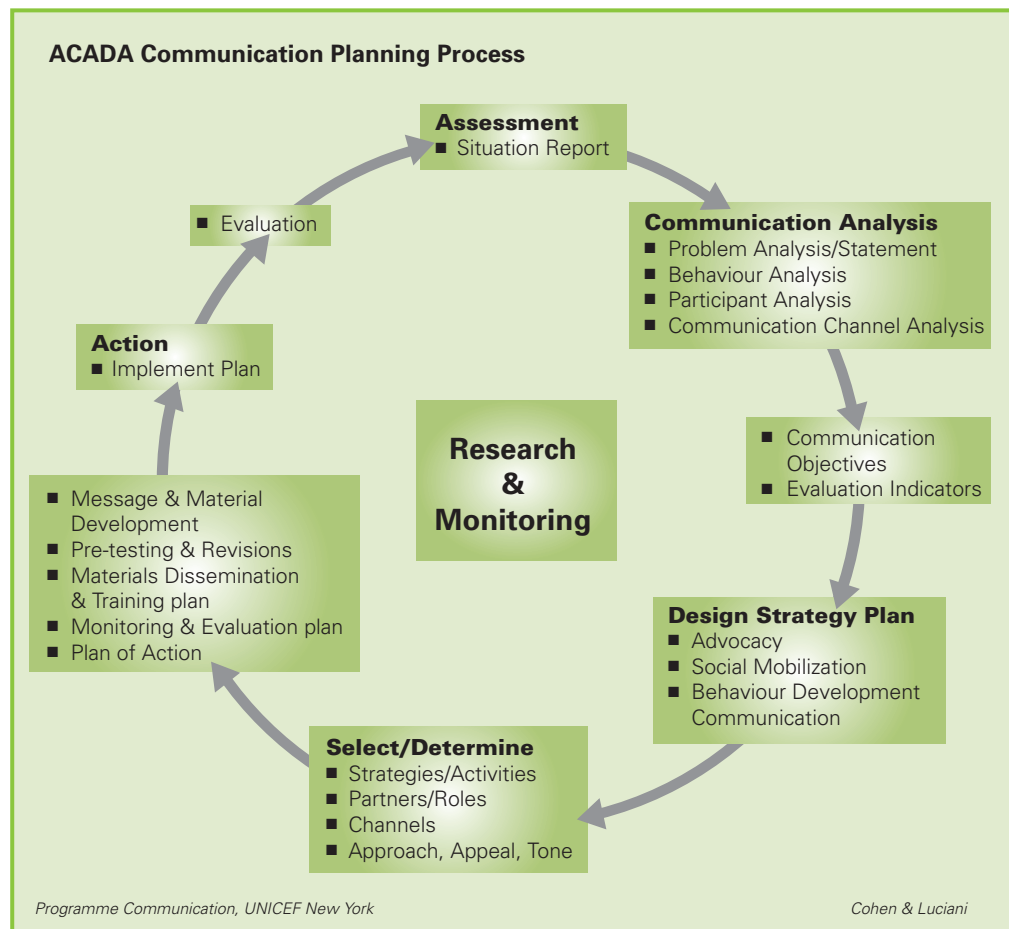 ACADA Communication Planning Process
Assessment
■ Situation Report
Communication Analysis
■ Problem Analysis/Statement
■ Behaviour Analysis
■ Participant Analysis
■ Communication Channel Analysis
■ Communication
Objectives
■ Evaluation Indicators
Design Strategy Plan
■ Advocacy
■ Social Mobilization
■ Behaviour Development
Communication
Select/Determine
■ Strategies/Activities
■ Partners/Roles
■ Channels
■ Approach, Appeal, Tone
■ Message & Material
Development
■ Pre-testing & Revisions
■ Materials Dissemination
& Training plan
■ Monitoring & Evaluation plan
■ Plan of Action
Action
■ Implement Plan
■ Evaluation
Research
&
Monitoring
Programme Communication, UNICEF New York
Cohen & Luciani